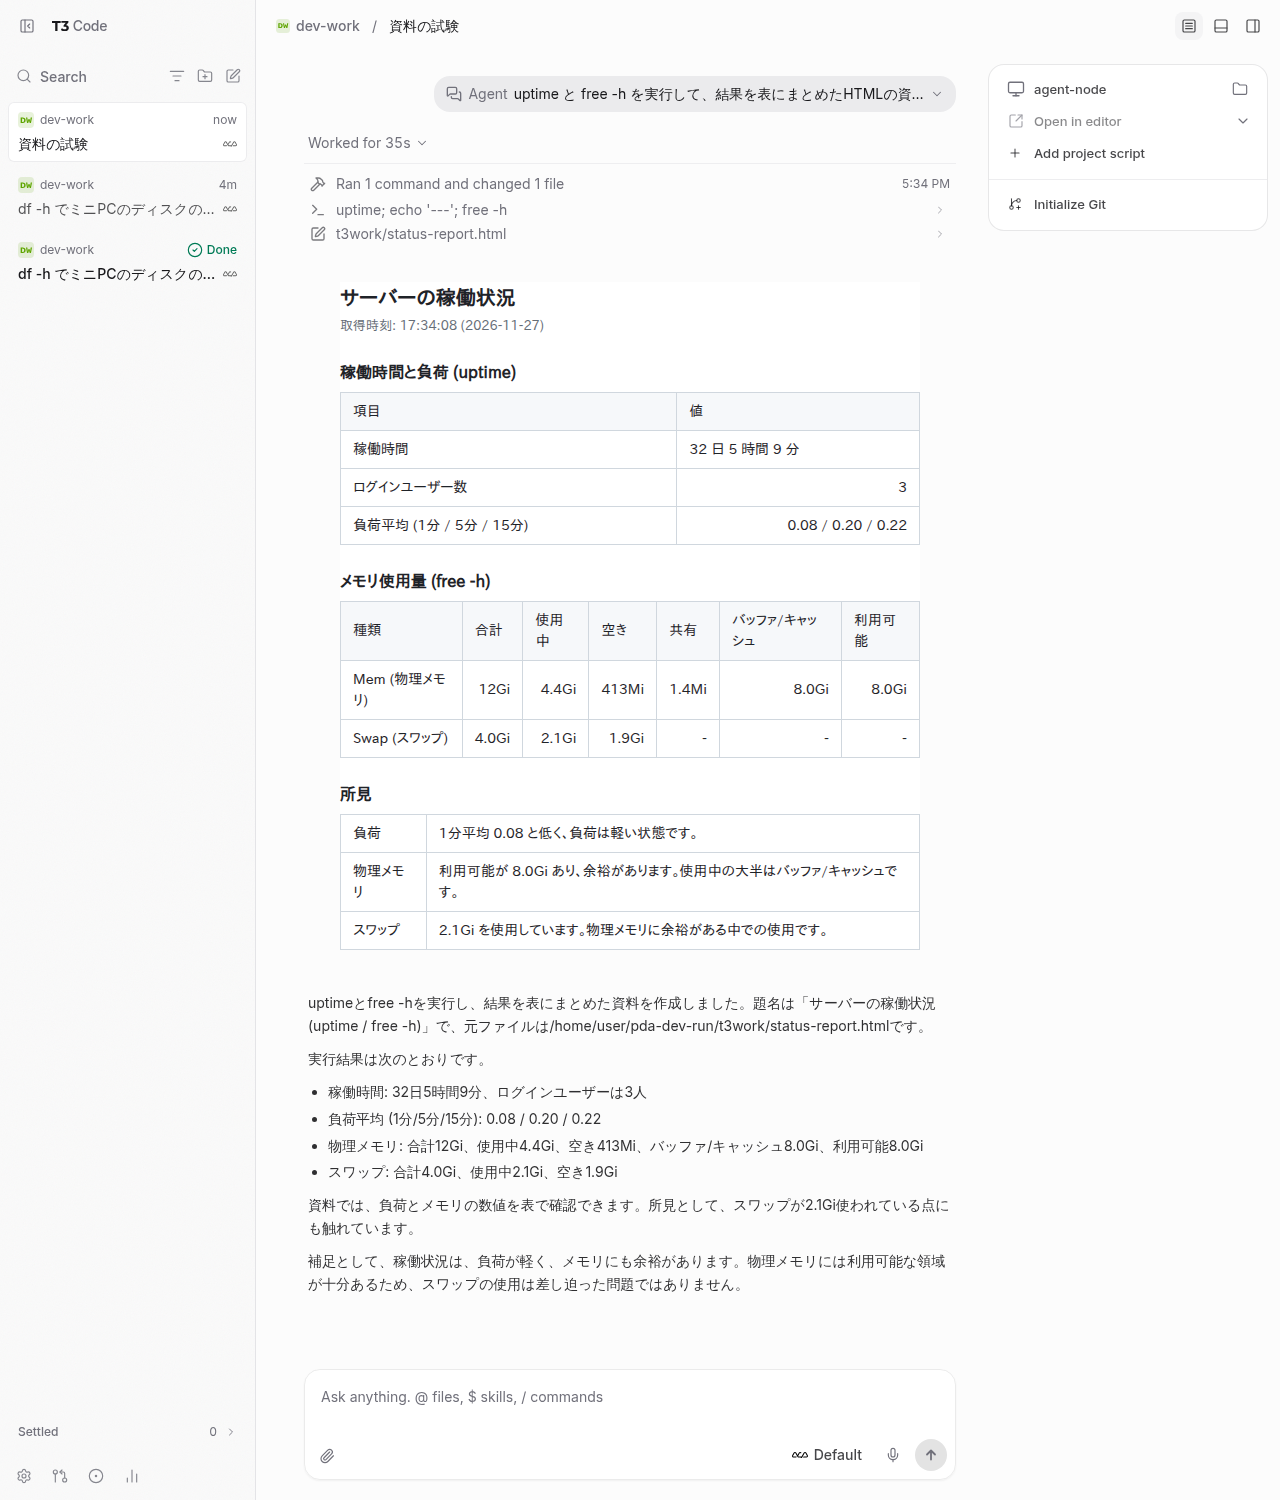 T3 Code
Search
DW dev-work now
資料の試験
DW dev-work 4m
df -h でミニPCのディスクの...
DW dev-work Done
df -h でミニPCのディスクの...
Settled 0
DW dev-work / 資料の試験
Agent uptime と free -h を実行して、結果を表にまとめたHTMLの資...
Worked for 35s
Ran 1 command and changed 1 file 5:34 PM
uptime; echo '---'; free -h
t3work/status-report.html
サーバーの稼働状況
取得時刻: 17:34:08 (2026-11-27)
稼働時間と負荷 (uptime)
項目 値
稼働時間 32 日 5 時間 9 分
ログインユーザー数 3
負荷平均 (1分 / 5分 / 15分) 0.08 / 0.20 / 0.22
メモリ使用量 (free -h)
種類 合計 使用中 空き 共有 バッファ/キャッシュ 利用可能
Mem (物理メモリ) 12Gi 4.4Gi 413Mi 1.4Mi 8.0Gi 8.0Gi
Swap (スワップ) 4.0Gi 2.1Gi 1.9Gi - - -
所見
負荷 1分平均 0.08 と低く、負荷は軽い状態です。
物理メモリ 利用可能が 8.0Gi あり、余裕があります。使用中の大半はバッファ/キャッシュです。
スワップ 2.1Gi を使用しています。物理メモリに余裕がある中での使用です。
uptimeとfree -hを実行し、結果を表にまとめた資料を作成しました。題名は「サーバーの稼働状況
(uptime / free -h)」で、元ファイルは/home/user/pda-dev-run/t3work/status-report.htmlです。
実行結果は次のとおりです。
• 稼働時間: 32日5時間9分、ログインユーザーは3人
• 負荷平均 (1分/5分/15分): 0.08 / 0.20 / 0.22
• 物理メモリ: 合計12Gi、使用中4.4Gi、空き413Mi、バッファ/キャッシュ8.0Gi、利用可能8.0Gi
• スワップ: 合計4.0Gi、使用中2.1Gi、空き1.9Gi
資料では、負荷とメモリの数値を表で確認できます。所見として、スワップが2.1Gi使われている点に
も触れています。
補足として、稼働状況は、負荷が軽く、メモリにも余裕があります。物理メモリには利用可能な領域
が十分あるため、スワップの使用は差し迫った問題ではありません。
Ask anything. @ files, $ skills, / commands
Default
agent-node
Open in editor
Add project script
Initialize Git